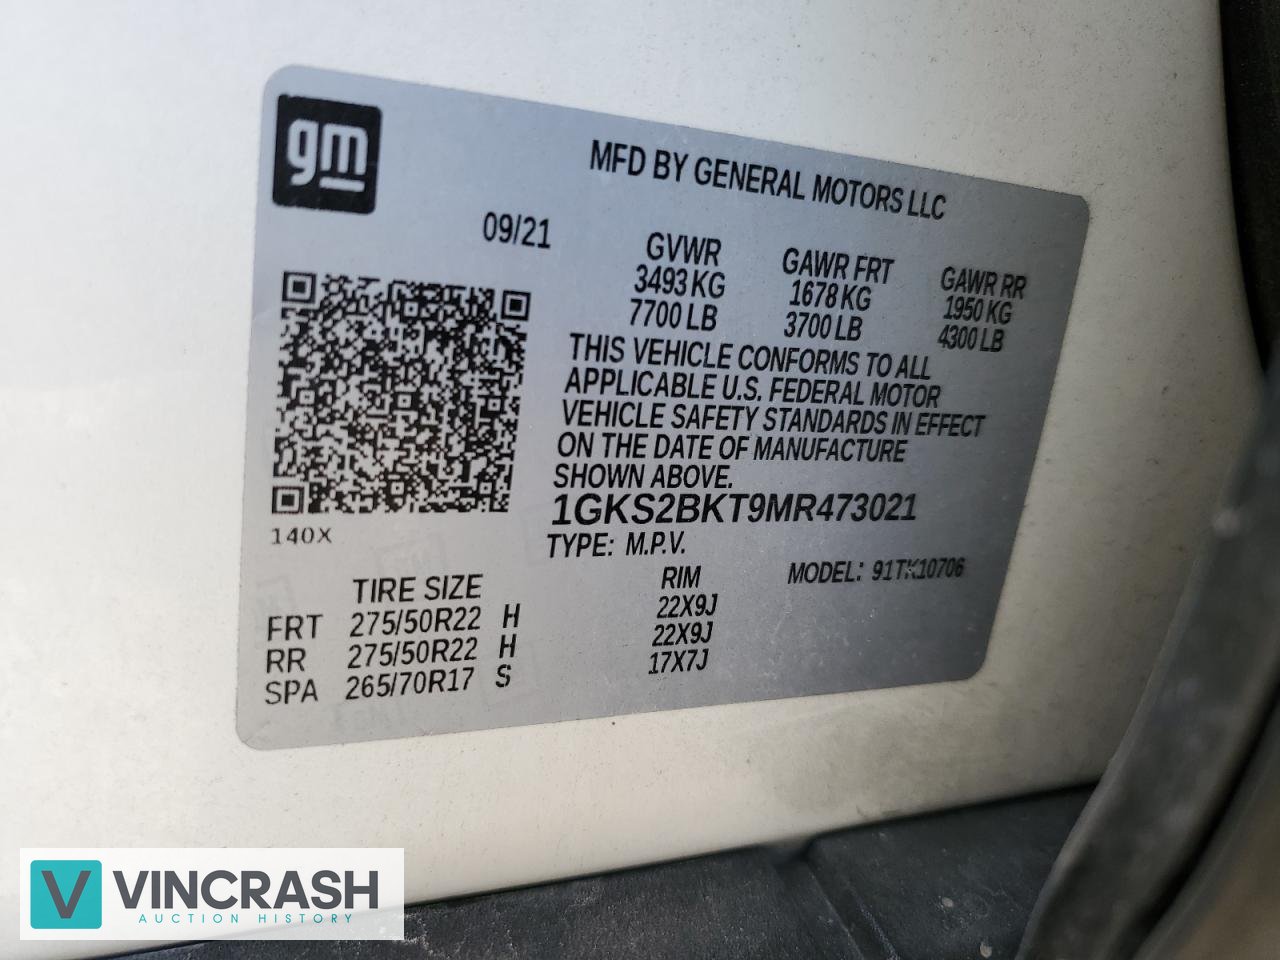 gm
MFD BY GENERAL MOTORS LLC
09/21
GVWR GAWR FRT GAWR RR
3493 KG 1678 KG 1950 KG
7700 LB 3700 LB 4300 LB
THIS VEHICLE CONFORMS TO ALL
APPLICABLE U.S. FEDERAL MOTOR
VEHICLE SAFETY STANDARDS IN EFFECT
ON THE DATE OF MANUFACTURE
SHOWN ABOVE.
1GKS2BKT9MR473021
140X
TYPE: M.P.V. MODEL: 91TK10706
TIRE SIZE RIM
FRT 275/50R22 H 22X9J
RR 275/50R22 H 22X9J
SPA 265/70R17 S 17X7J
V VINCRASH
AUCTION HISTORY